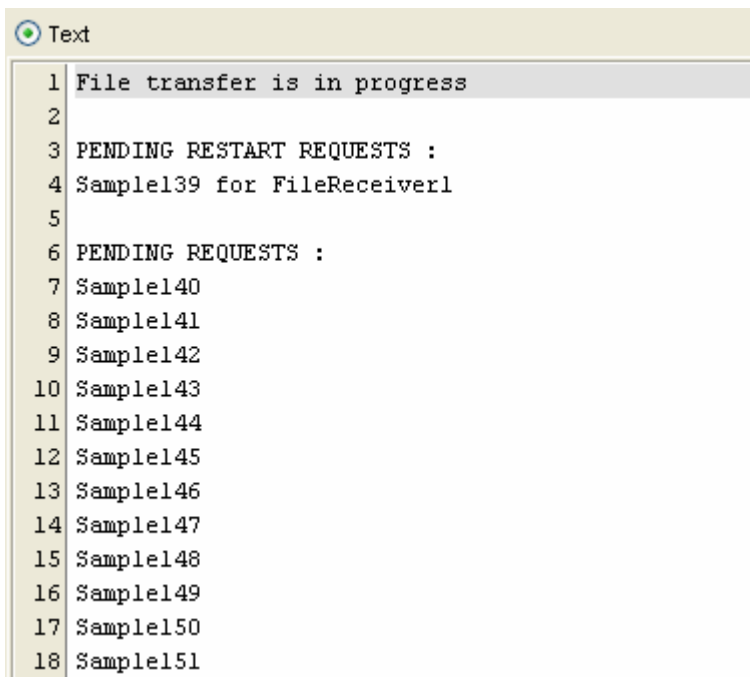 Text
1 File transfer is in progress
2
3 PENDING RESTART REQUESTS :
4 Sample139 for FileReceiver1
5
6 PENDING REQUESTS :
7 Sample140
8 Sample141
9 Sample142
10 Sample143
11 Sample144
12 Sample145
13 Sample146
14 Sample147
15 Sample148
16 Sample149
17 Sample150
18 Sample151